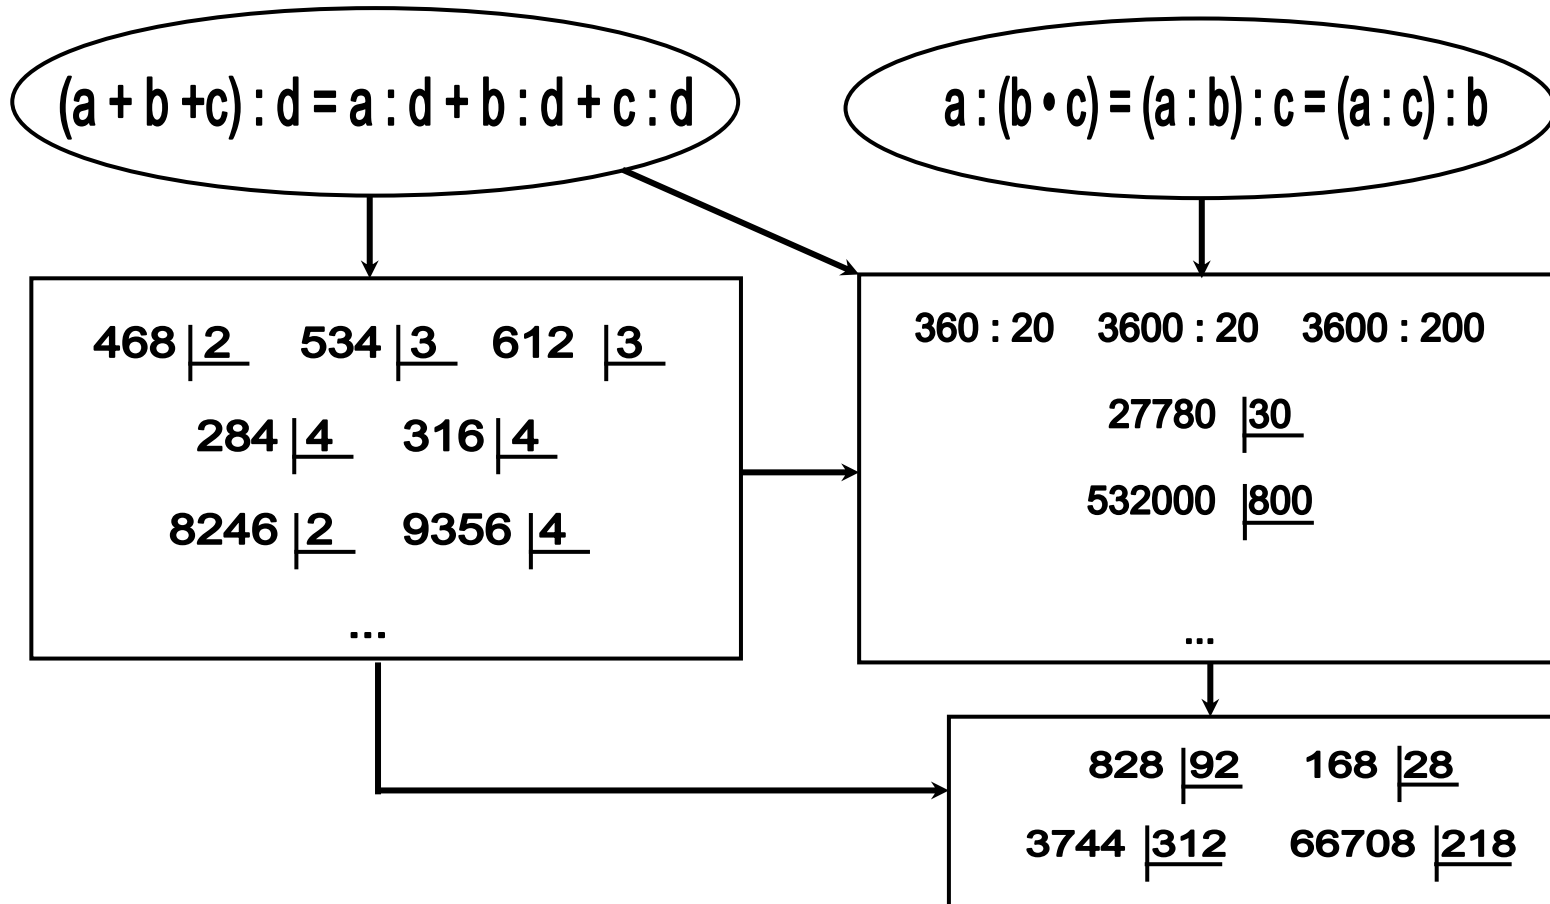 (a + b +c) : d = a : d + b : d + c : d
a : (b • c) = (a : b) : c = (a : c) : b
468 2 534 3 612 3
284 4 316 4
8246 2 9356 4
...
360 : 20 3600 : 20 3600 : 200
27780 30
532000 800
...
828 92 168 28
3744 312 66708 218